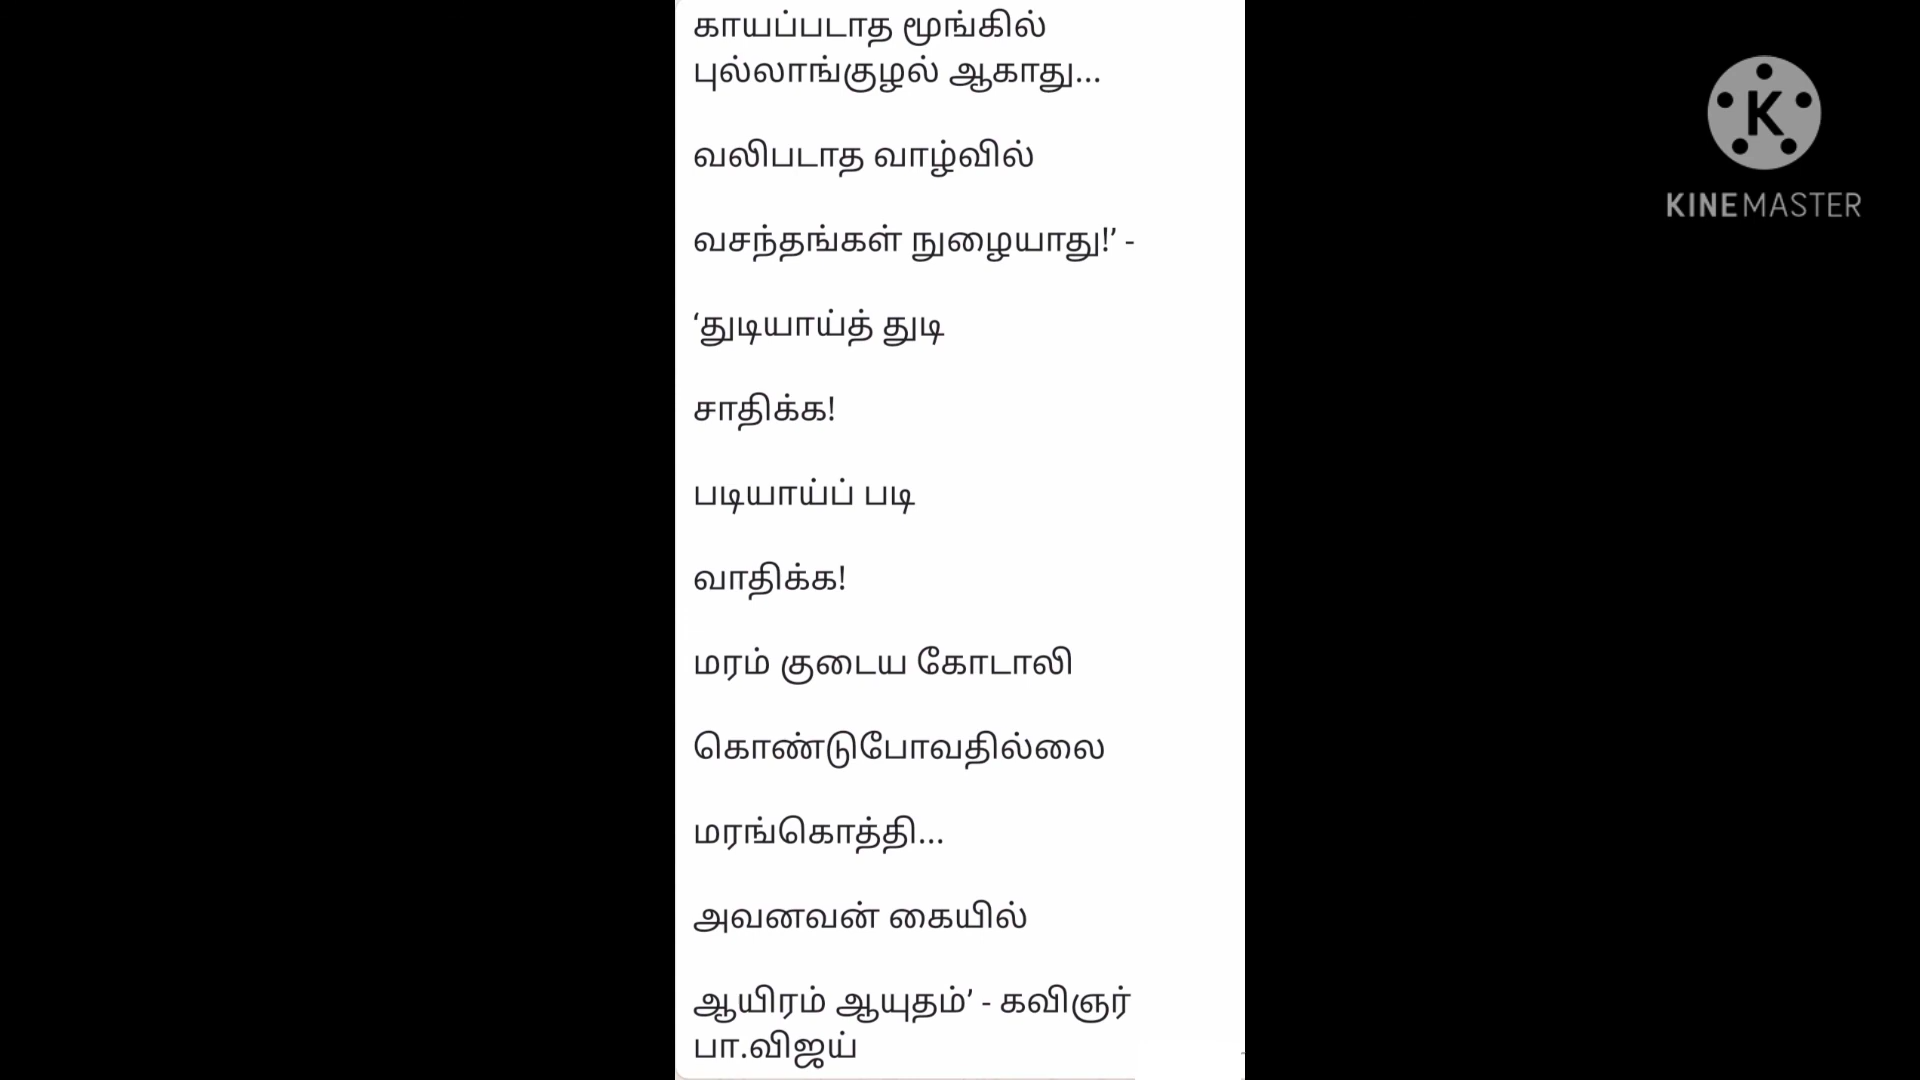 காயப்படாத மூங்கில்
புல்லாங்குழல் ஆகாது...
வலிபடாத வாழ்வில்
வசந்தங்கள் நுழையாது!’ -
‘துடியாய்த் துடி
சாதிக்க!
படியாய்ப் படி
வாதிக்க!
மரம் குடைய கோடாலி
கொண்டுபோவதில்லை
மரங்கொத்தி...
அவனவன் கையில்
ஆயிரம் ஆயுதம்’ - கவிஞர்
பா.விஜய்
K
KINEMASTER